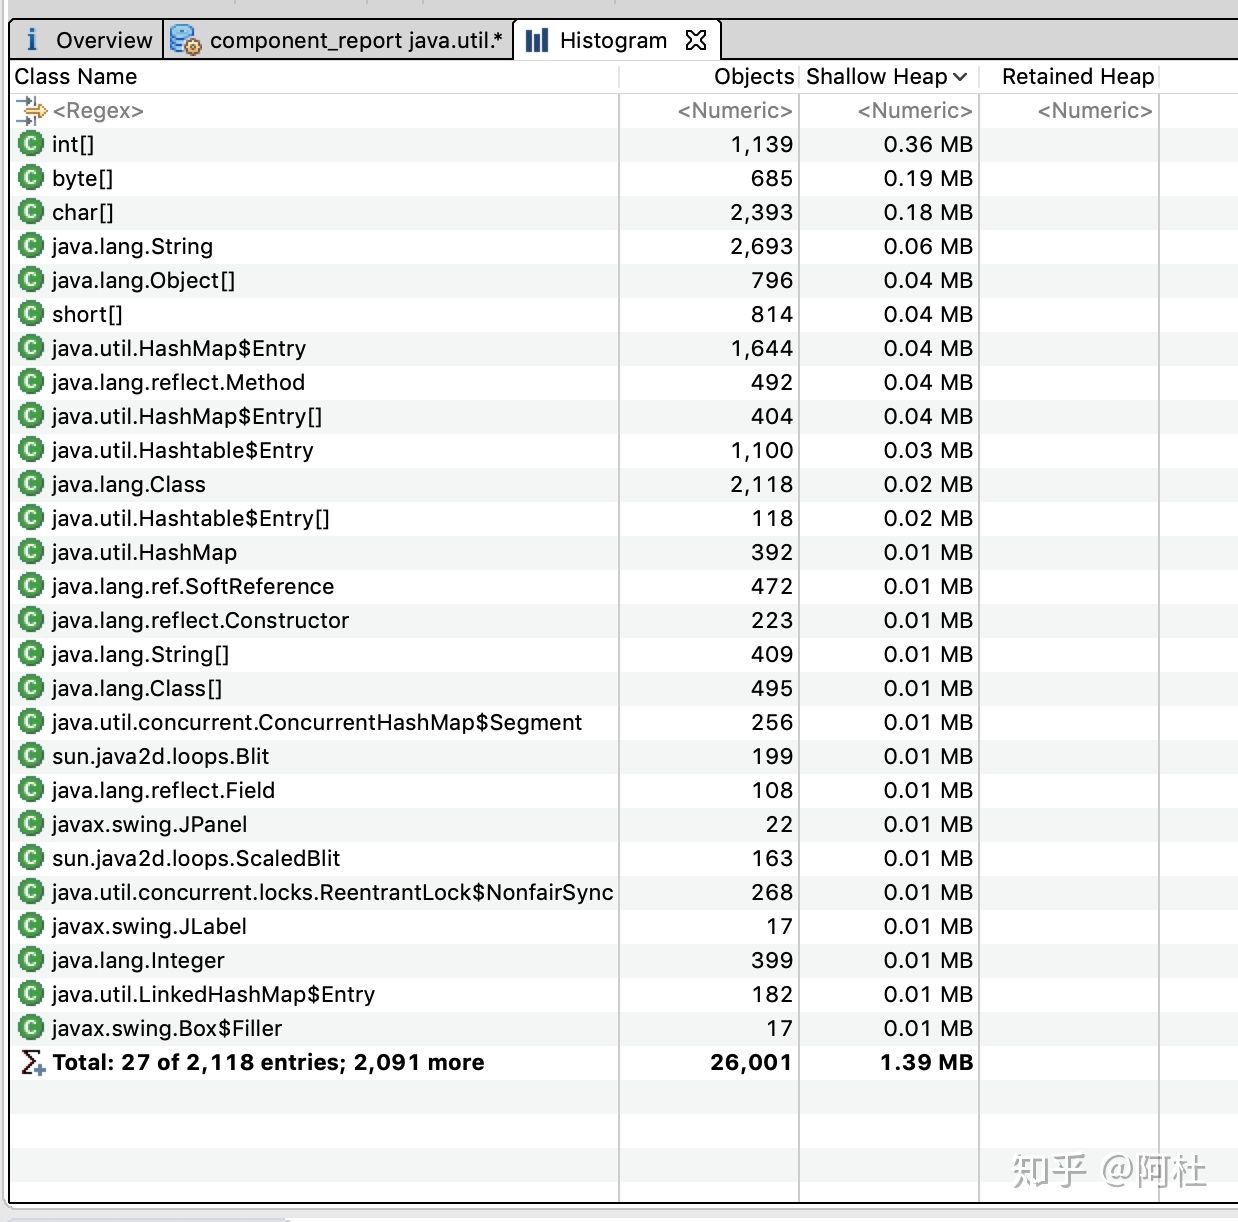 Overview component_report java.util.* Histogram
Class Name Objects Shallow Heap Retained Heap
<Regex> <Numeric> <Numeric> <Numeric>
int[] 1,139 0.36 MB
byte[] 685 0.19 MB
char[] 2,393 0.18 MB
java.lang.String 2,693 0.06 MB
java.lang.Object[] 796 0.04 MB
short[] 814 0.04 MB
java.util.HashMap$Entry 1,644 0.04 MB
java.lang.reflect.Method 492 0.04 MB
java.util.HashMap$Entry[] 404 0.04 MB
java.util.Hashtable$Entry 1,100 0.03 MB
java.lang.Class 2,118 0.02 MB
java.util.Hashtable$Entry[] 118 0.02 MB
java.util.HashMap 392 0.01 MB
java.lang.ref.SoftReference 472 0.01 MB
java.lang.reflect.Constructor 223 0.01 MB
java.lang.String[] 409 0.01 MB
java.lang.Class[] 495 0.01 MB
java.util.concurrent.ConcurrentHashMap$Segment 256 0.01 MB
sun.java2d.loops.Blit 199 0.01 MB
java.lang.reflect.Field 108 0.01 MB
javax.swing.JPanel 22 0.01 MB
sun.java2d.loops.ScaledBlit 163 0.01 MB
java.util.concurrent.locks.ReentrantLock$NonfairSync 268 0.01 MB
javax.swing.JLabel 17 0.01 MB
java.lang.Integer 399 0.01 MB
java.util.LinkedHashMap$Entry 182 0.01 MB
javax.swing.Box$Filler 17 0.01 MB
Total: 27 of 2,118 entries; 2,091 more 26,001 1.39 MB
知乎 @阿杜